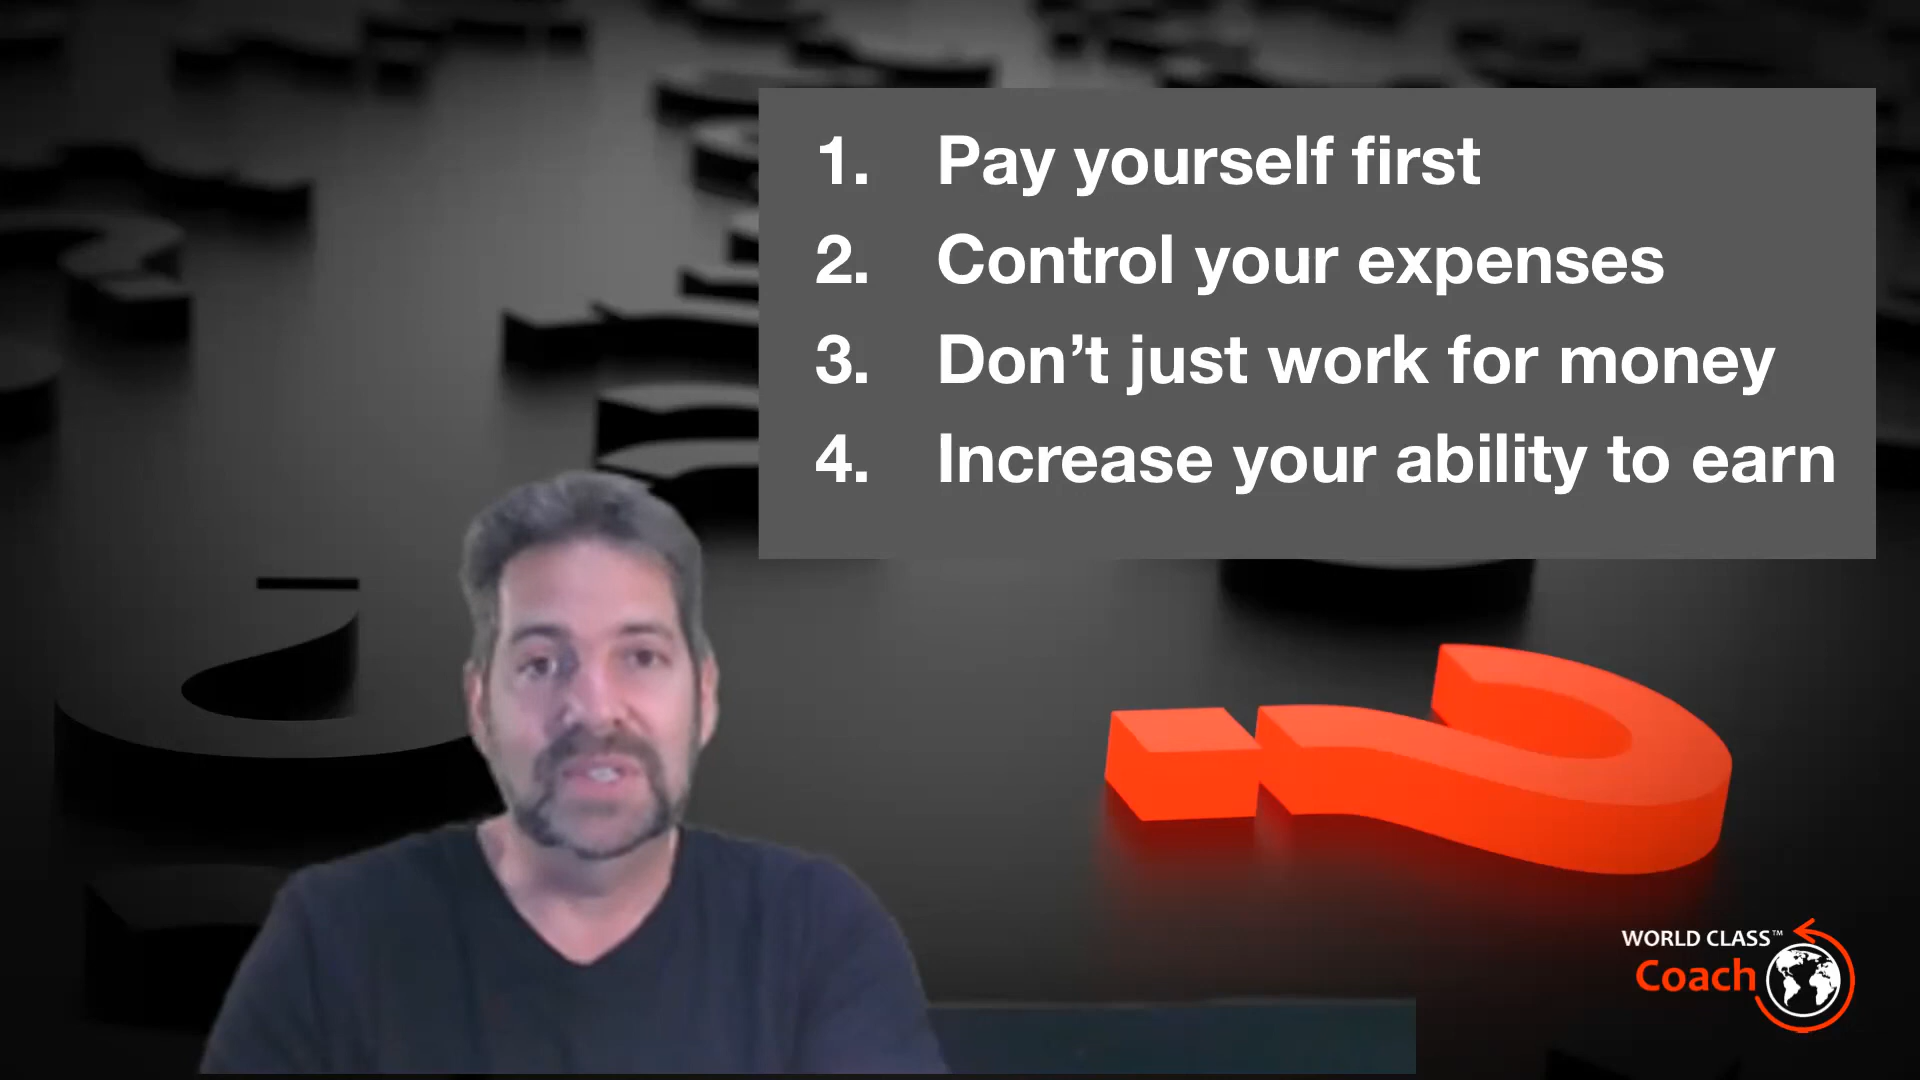 1. Pay yourself first
2. Control your expenses
3. Don’t just work for money
4. Increase your ability to earn
WORLD CLASS™
Coach